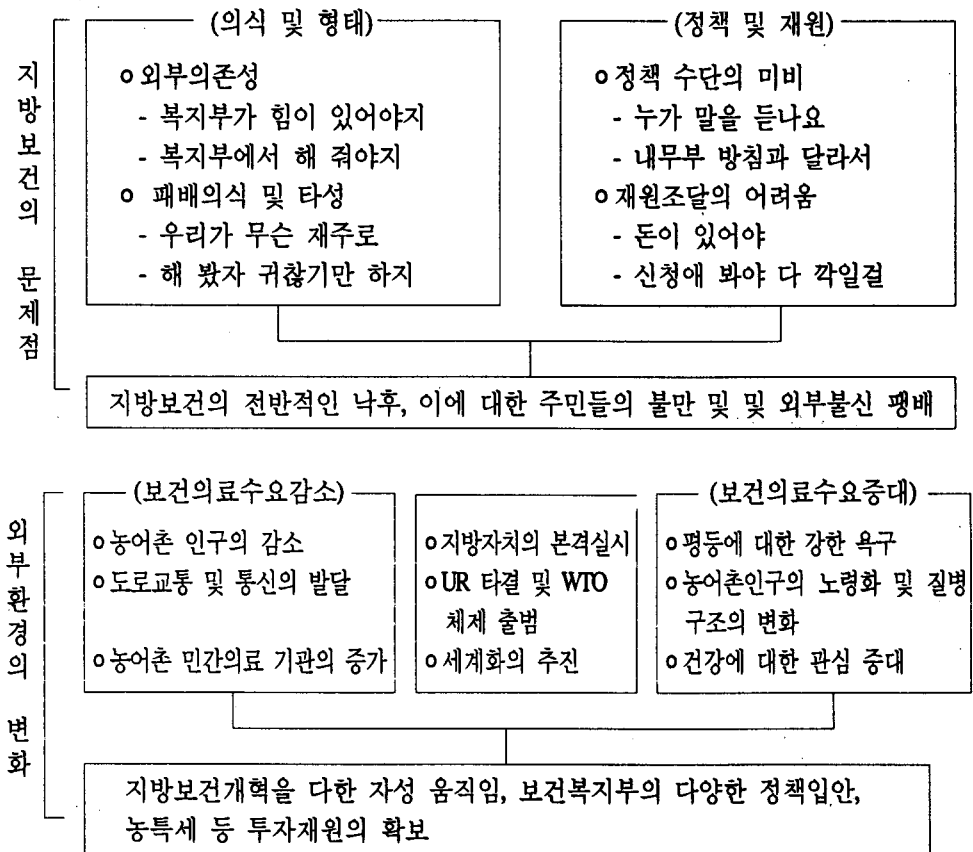 지방보건의 문제점
(의식 및 형태)
o 외부의존성
- 복지부가 힘이 있어야지
- 복지부에서 해 줘야지
o 패배의식 및 타성
- 우리가 무슨 재주로
- 해 봤자 귀찮기만 하지
(정책 및 재원)
o 정책 수단의 미비
- 누가 말을 듣나요
- 내무부 방침과 달라서
o 재원조달의 어려움
- 돈이 있어야
- 신청애 봐야 다 깍일걸
지방보건의 전반적인 낙후, 이에 대한 주민들의 불만 및 및 외부불신 팽배
외부환경의 변화
(보건의료수요감소)
o 농어촌 인구의 감소
o 도로교통 및 통신의 발달
o 농어촌 민간의료 기관의 증가
o 지방자치의 본격실시
o UR 타결 및 WTO
체제 출범
o 세계화의 추진
(보건의료수요증대)
o 평등에 대한 강한 욕구
o 농어촌인구의 노령화 및 질병
구조의 변화
o 건강에 대한 관심 증대
지방보건개혁을 다한 자성 움직임, 보건복지부의 다양한 정책입안,
농특세 등 투자재원의 확보